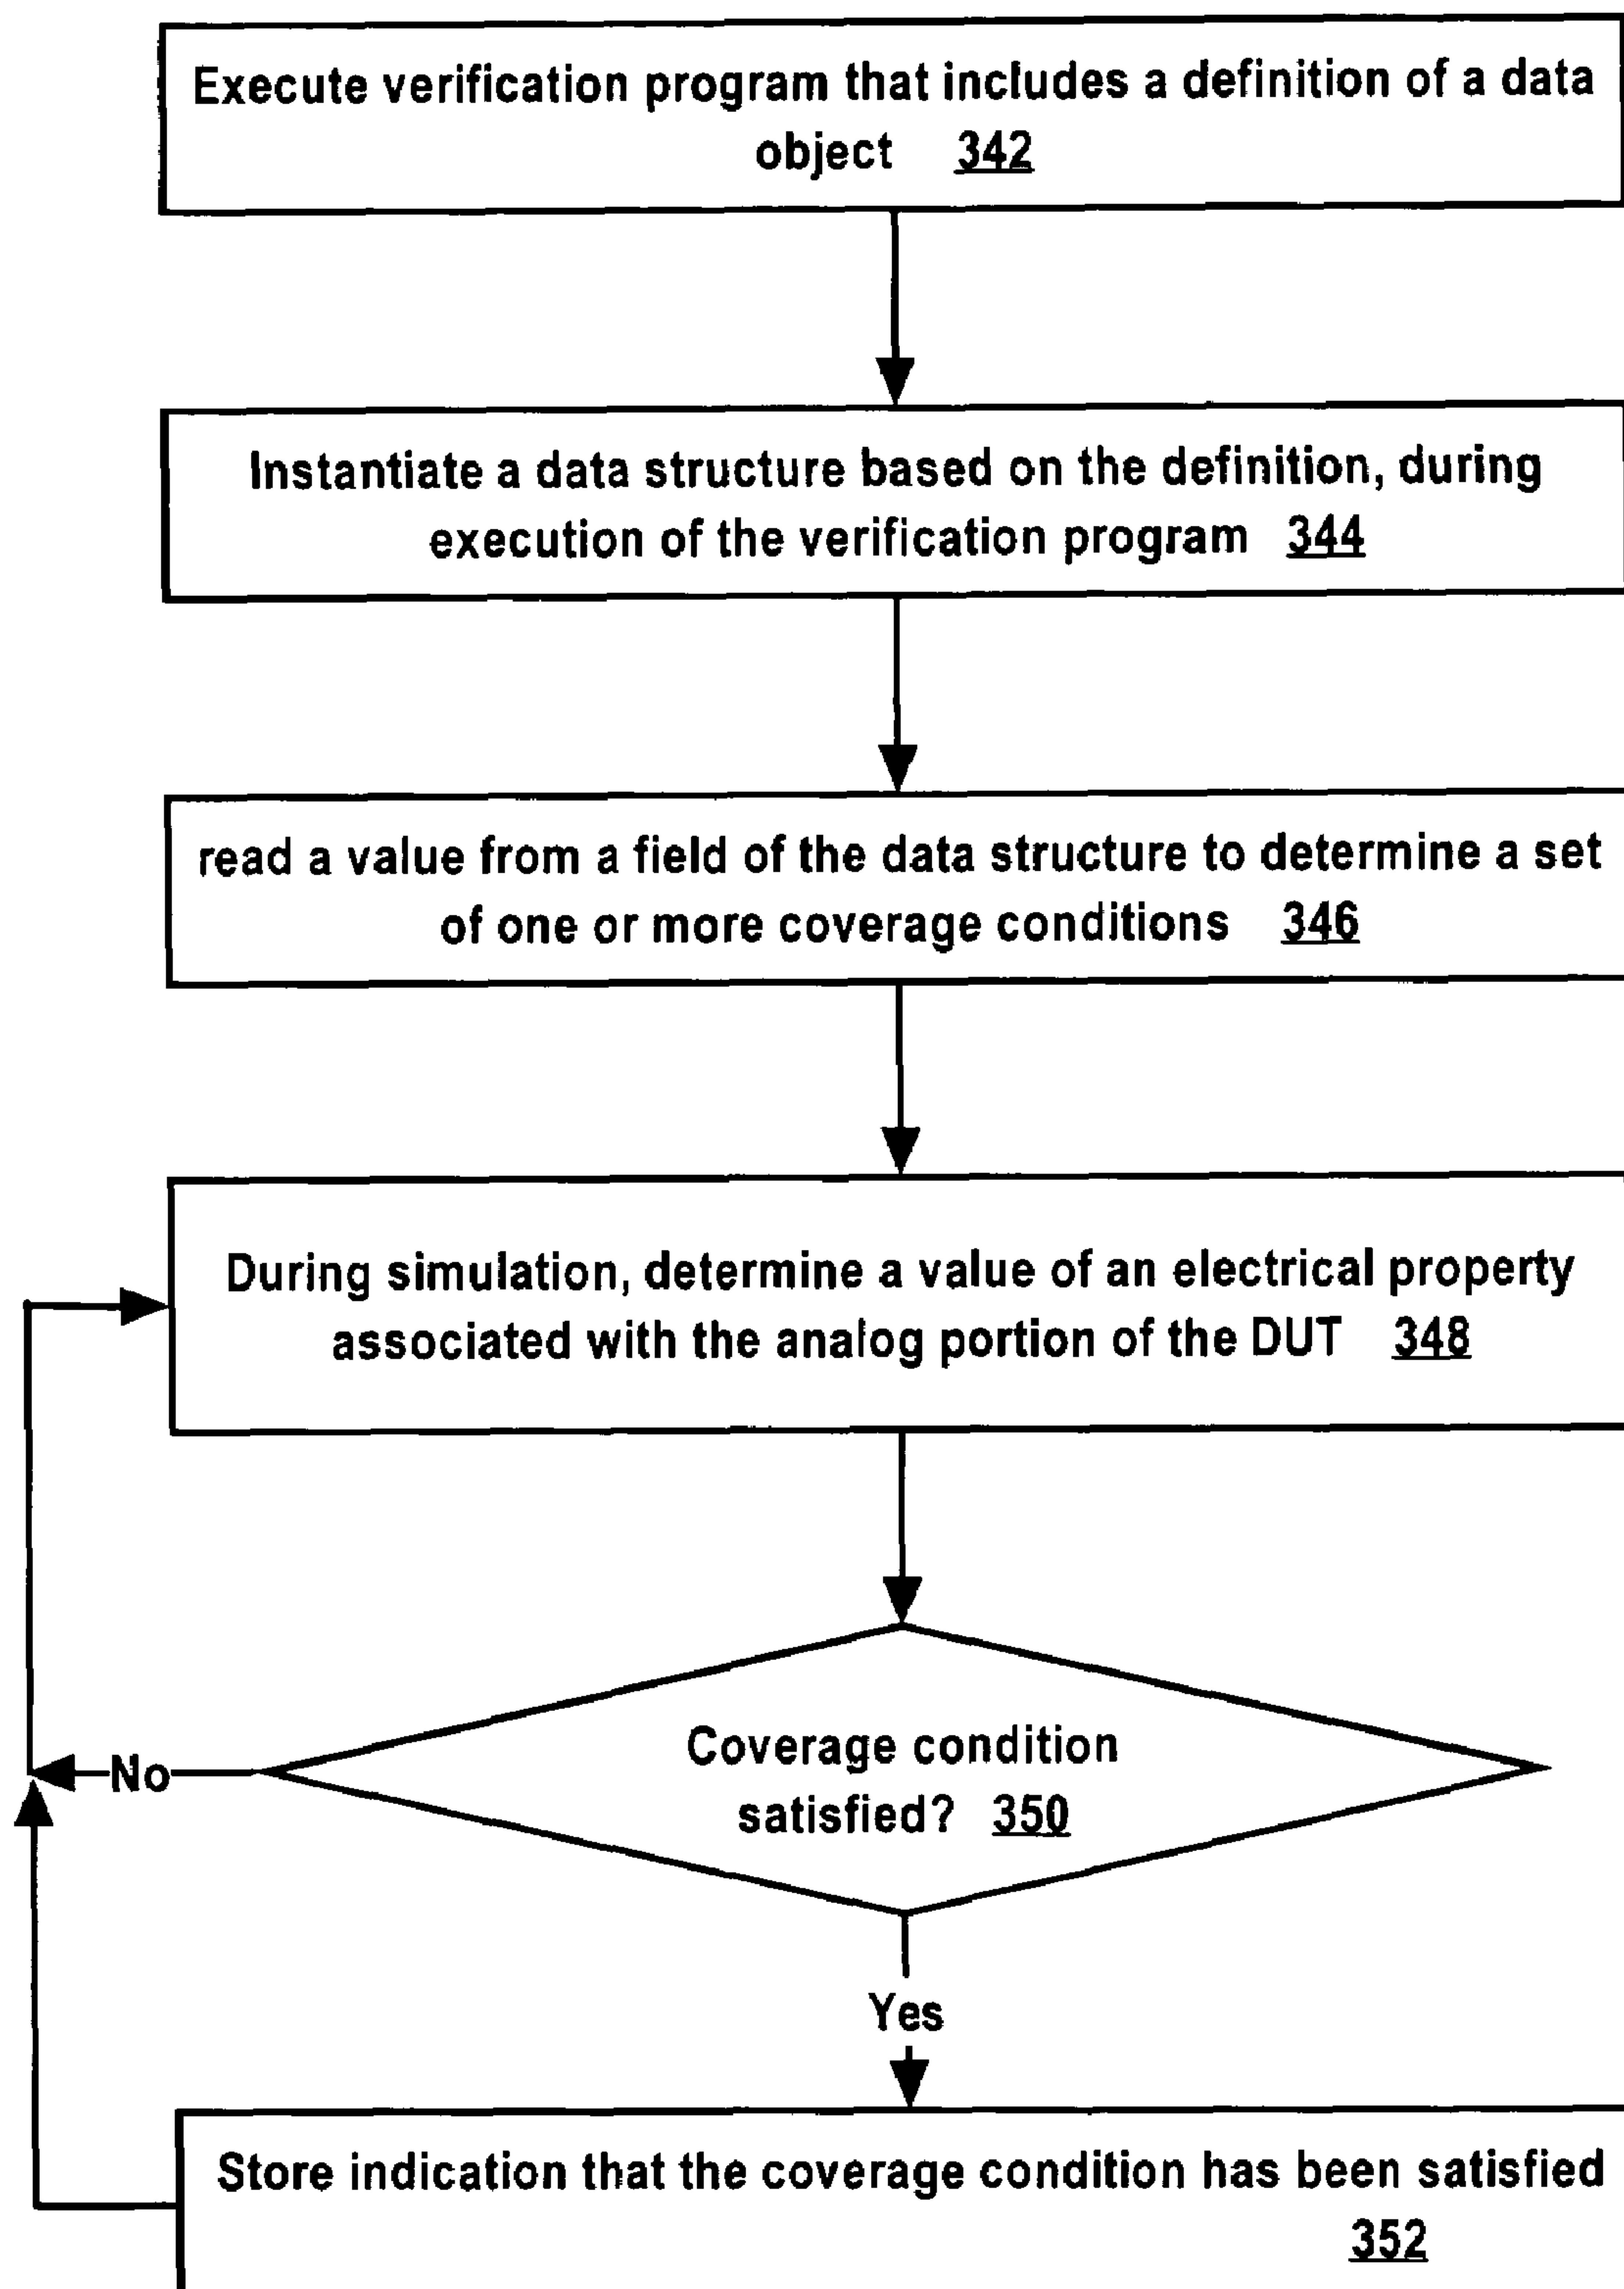 Execute verification program that includes a definition of a data
object 342
Instantiate a data structure based on the definition, during
execution of the verification program 344
read a value from a field of the data structure to determine a set
of one or more coverage conditions 346
During simulation, determine a value of an electrical property
associated with the analog portion of the DUT 348
Coverage condition
satisfied? 350
No
Yes
Store indication that the coverage condition has been satisfied
352